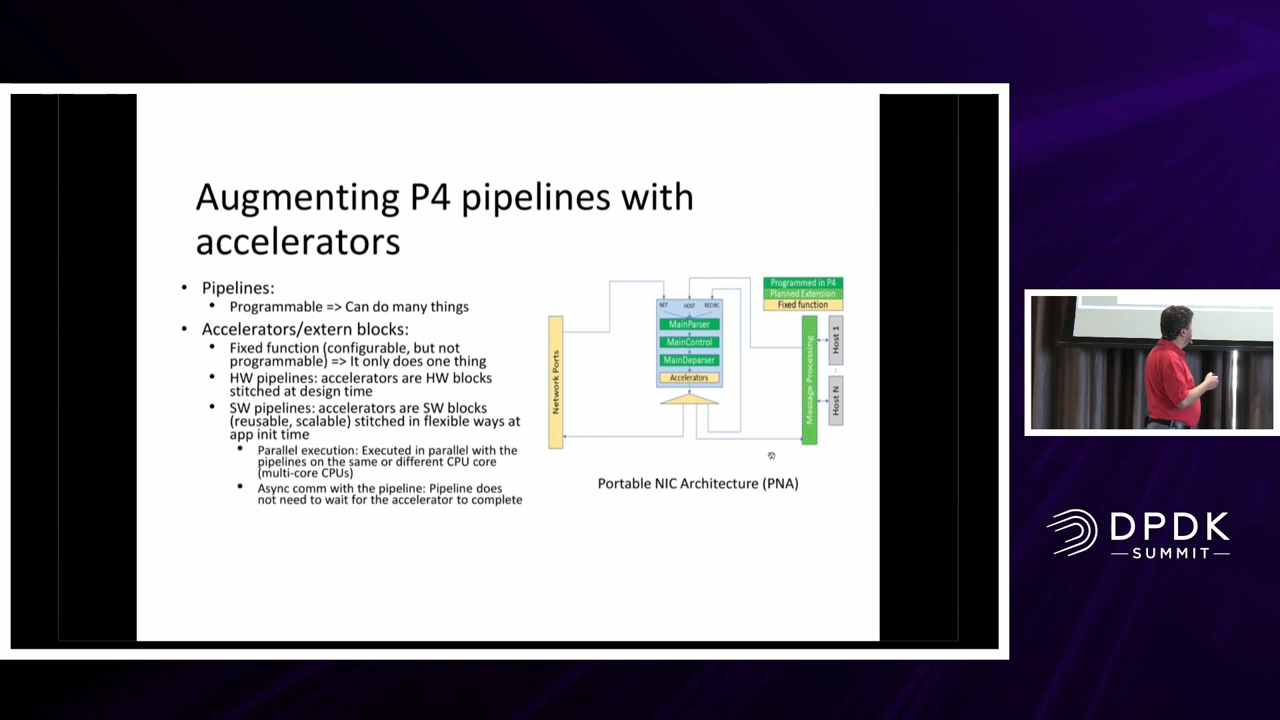 Augmenting P4 pipelines with
accelerators
• Pipelines:
• Programmable => Can do many things
• Accelerators/extern blocks:
• Fixed function (configurable, but not
programmable) => It only does one thing
• HW pipelines: accelerators are HW blocks
stitched at design time
• SW pipelines: accelerators are SW blocks
(reusable, scalable) stitched in flexible ways at
app init time
• Parallel execution: Executed in parallel with the
pipelines on the same or different CPU core
(multi-core CPUs)
• Async comm with the pipeline: Pipeline does
not need to wait for the accelerator to complete
Programmed in P4
Planned Extension
Fixed function
NET HOST RECIRC
MainParser
MainControl
MainDeparser
Accelerators
Network Ports
Message Processing
Host 1
Host N
Portable NIC Architecture (PNA)
DPDK
SUMMIT